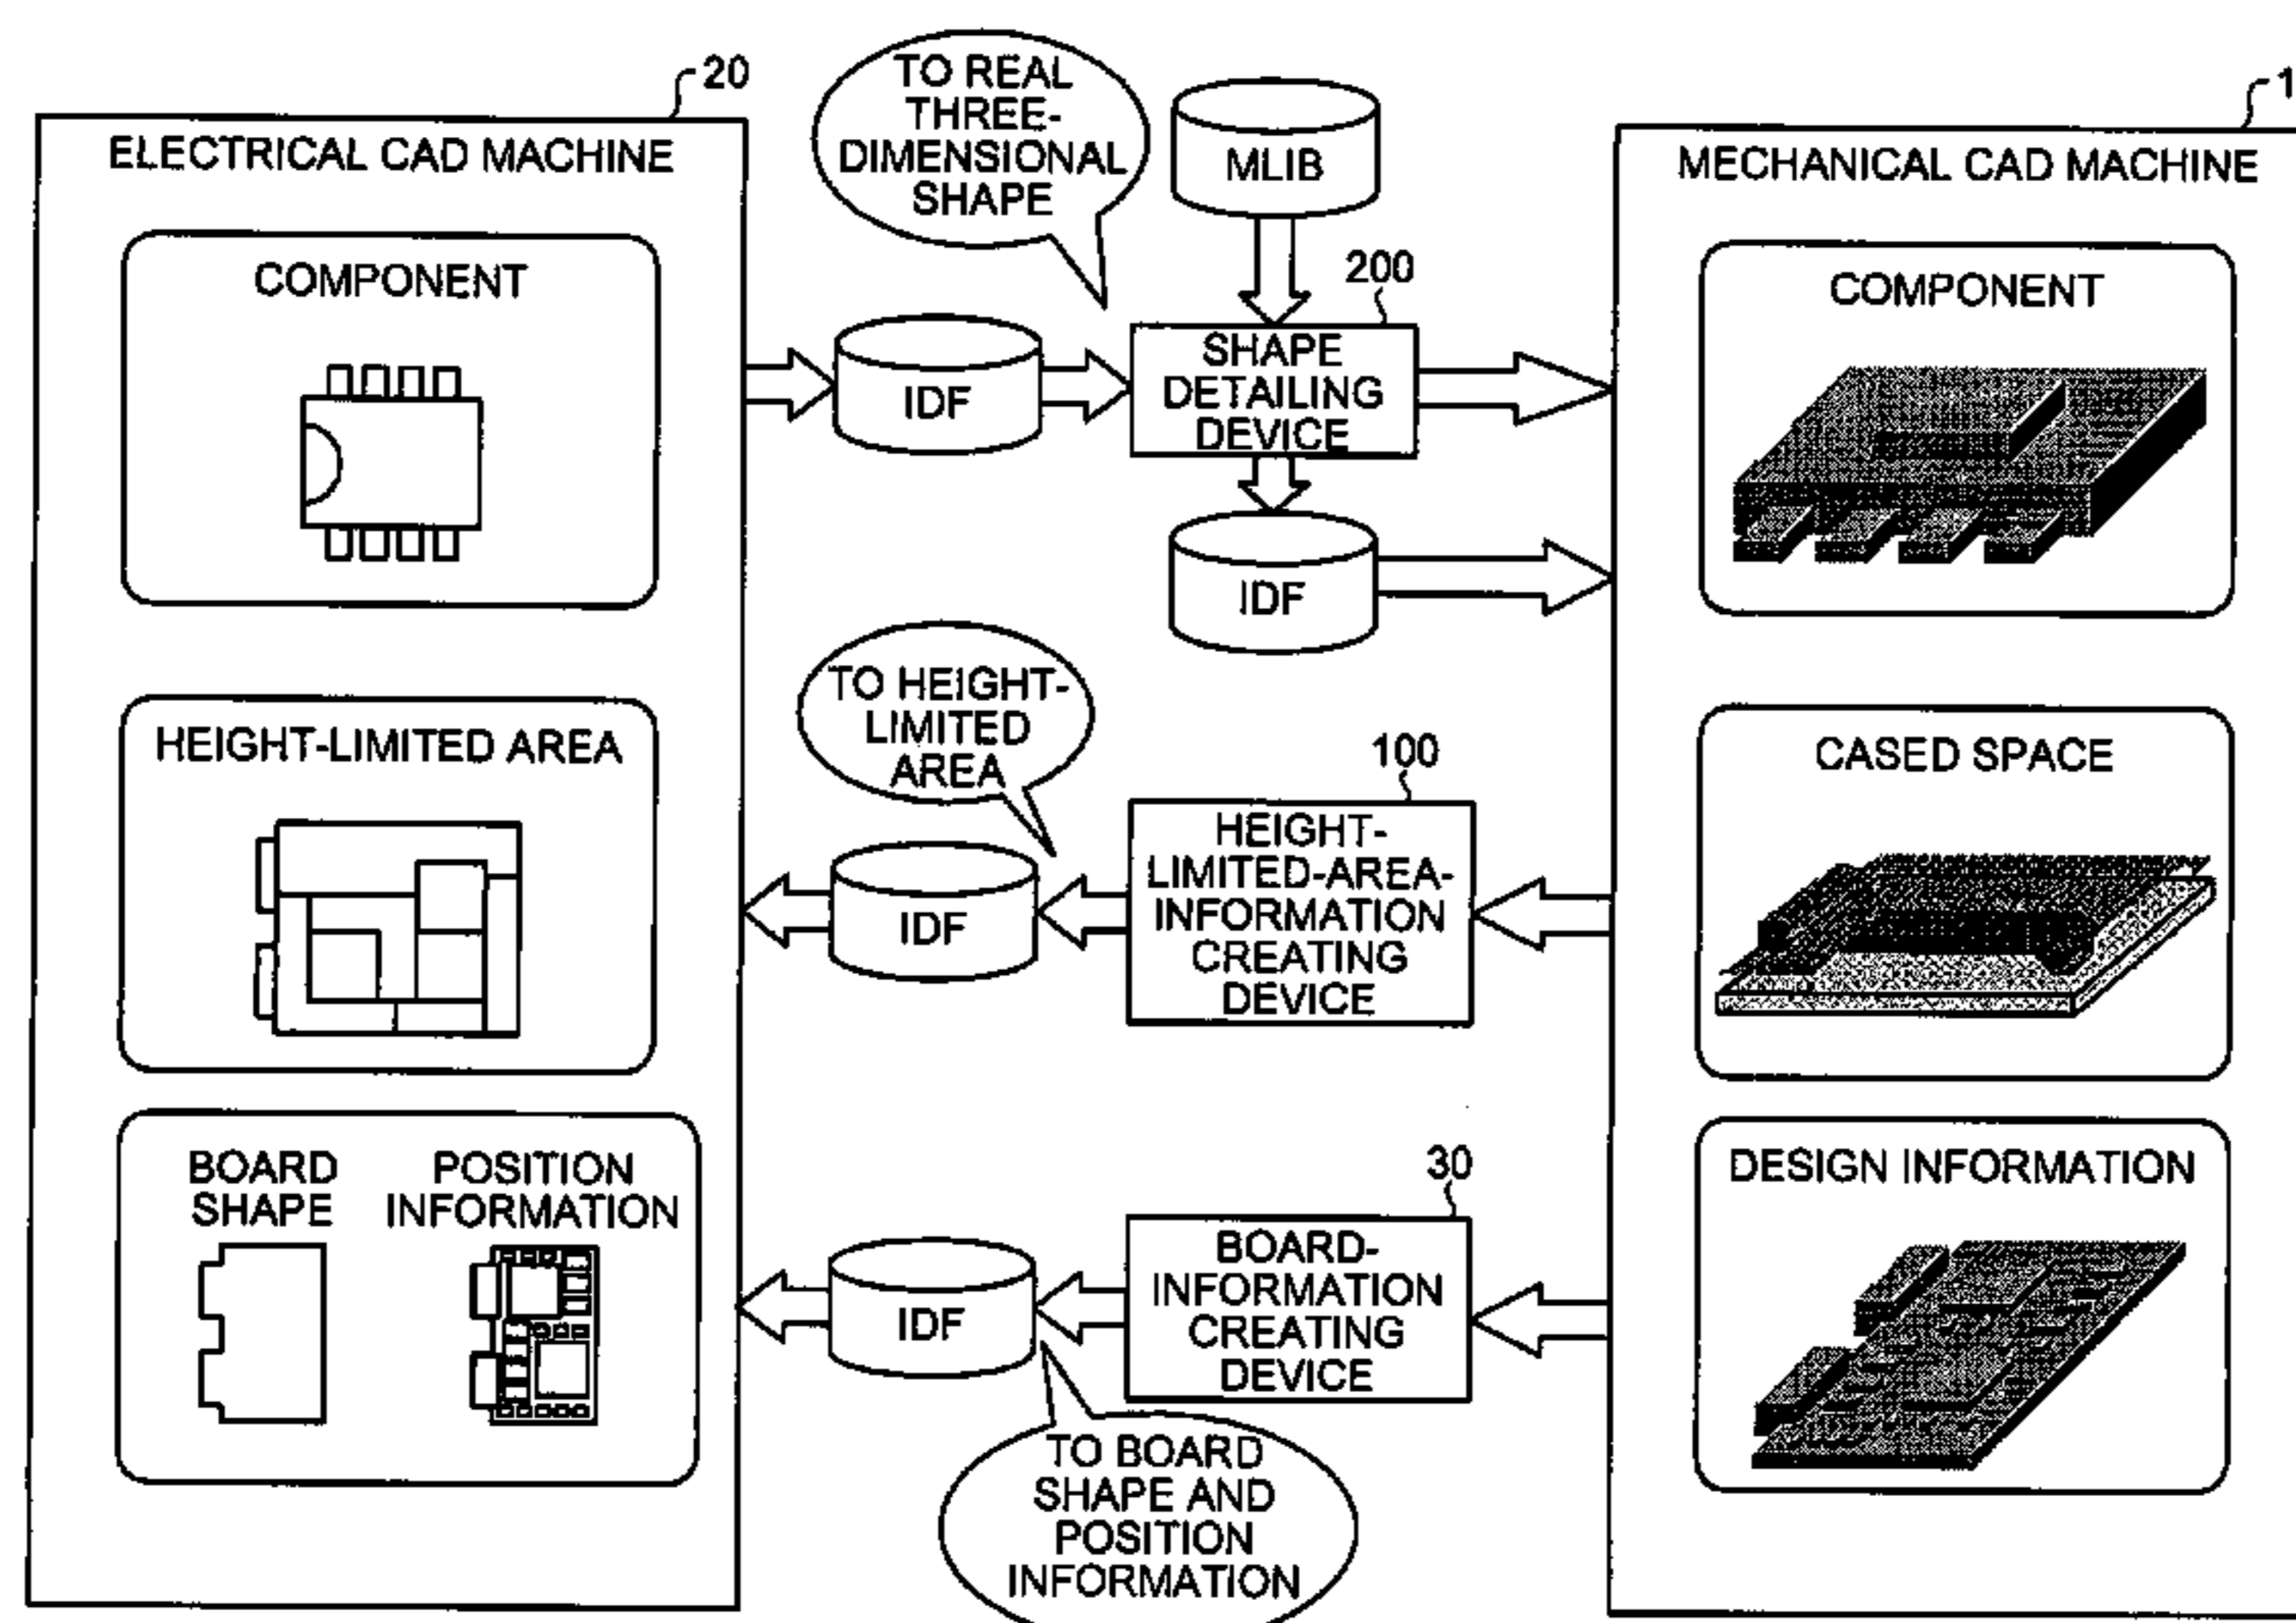 20
ELECTRICAL CAD MACHINE
COMPONENT
HEIGHT-LIMITED AREA
BOARD
SHAPE
POSITION
INFORMATION
TO REAL
THREE-
DIMENSIONAL
SHAPE
MLIB
IDF
200
SHAPE
DETAILING
DEVICE
IDF
TO HEIGHT-
LIMITED
AREA
IDF
100
HEIGHT-
LIMITED-AREA-
INFORMATION
CREATING
DEVICE
IDF
30
BOARD-
INFORMATION
CREATING
DEVICE
TO BOARD
SHAPE AND
POSITION
INFORMATION
MECHANICAL CAD MACHINE
COMPONENT
CASED SPACE
DESIGN INFORMATION